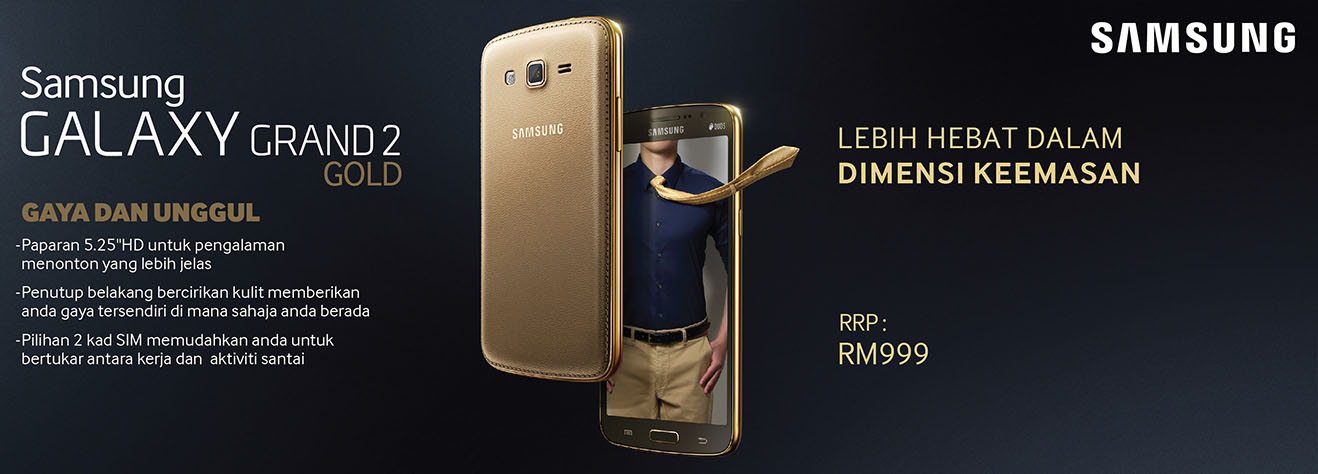 Samsung
GALAXY GRAND 2
GOLD
GAYA DAN UNGGUL
-Paparan 5.25"HD untuk pengalaman
menonton yang lebih jelas
-Penutup belakang bercirikan kulit memberikan
anda gaya tersendiri di mana sahaja anda berada
-Pilihan 2 kad SIM memudahkan anda untuk
bertukar antara kerja dan aktiviti santai
SAMSUNG
SAMSUNG DUOS
SAMSUNG
LEBIH HEBAT DALAM
DIMENSI KEEMASAN
RRP:
RM999